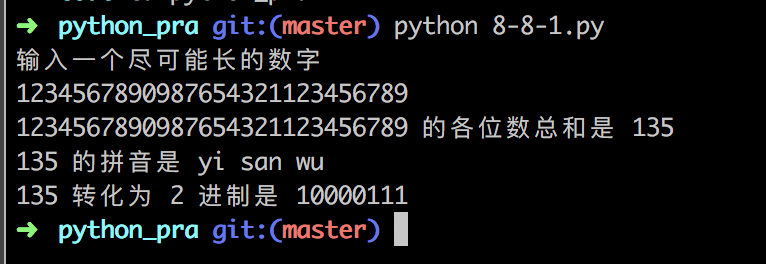 ➜ python_pra git:(master) python 8-8-1.py
输入一个尽可能长的数字
1234567890987654321123456789
1234567890987654321123456789 的各位数总和是 135
135 的拼音是 yi san wu
135 转化为 2 进制是 10000111
➜ python_pra git:(master)